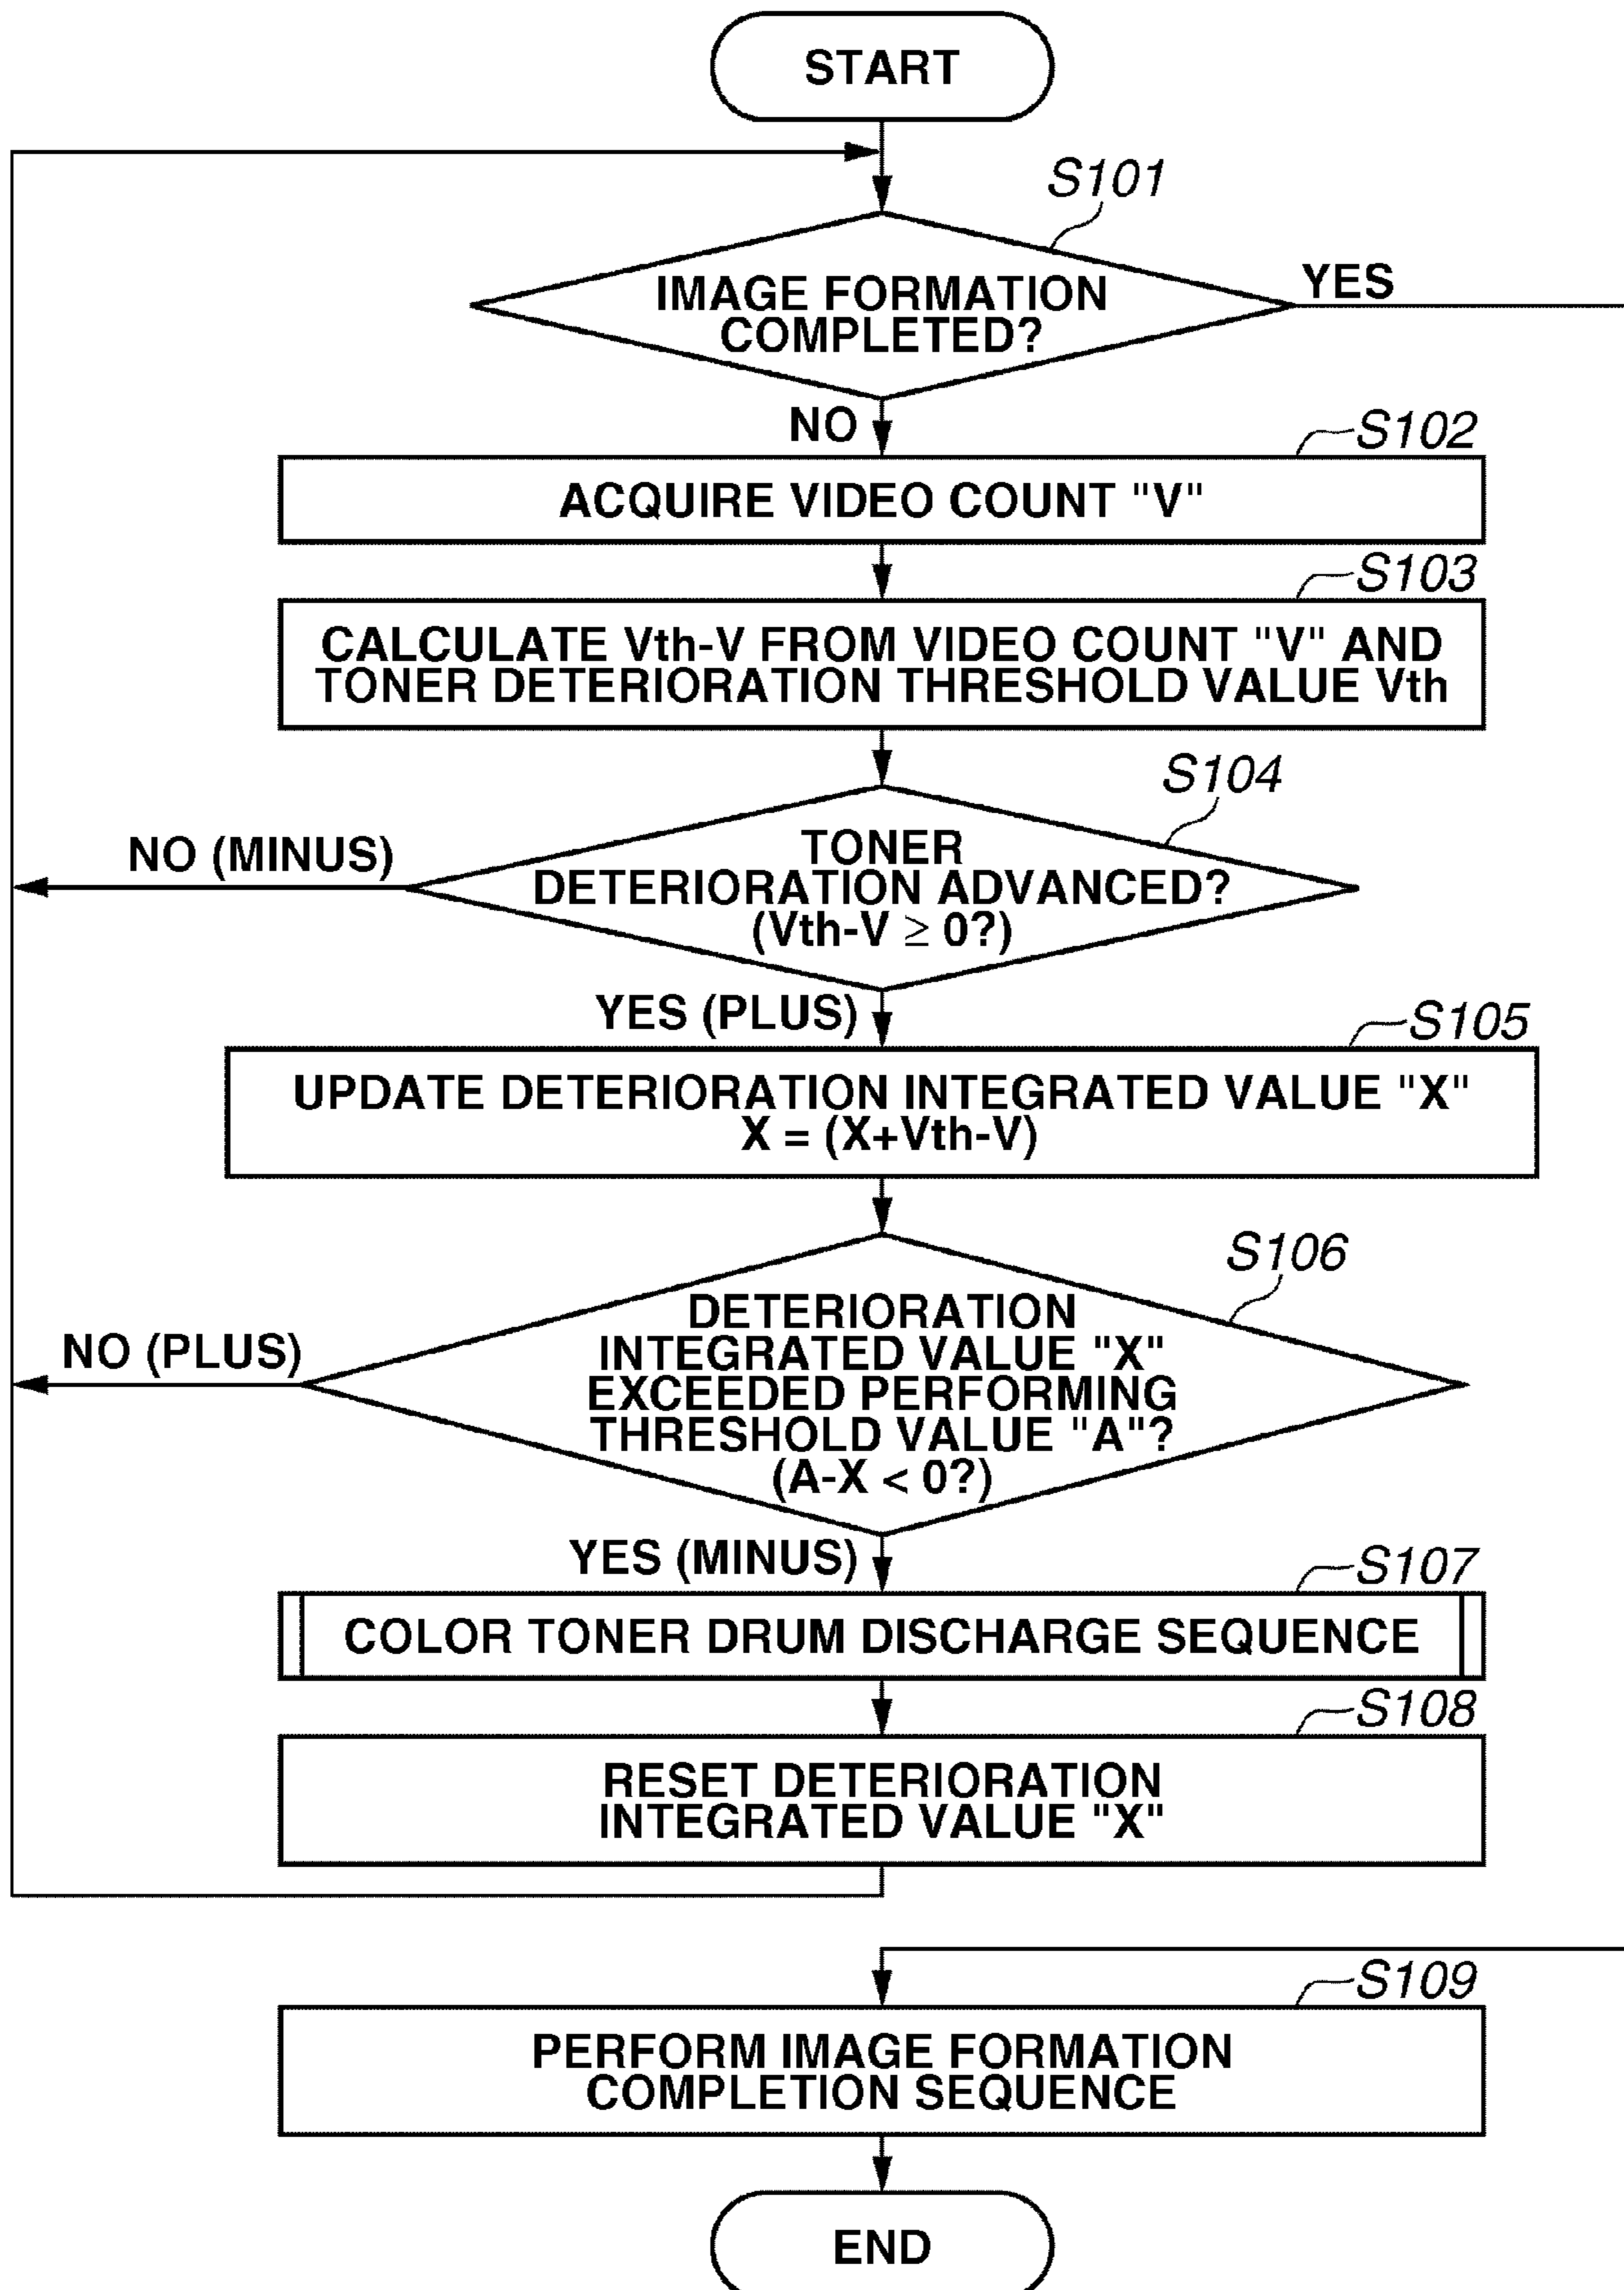 START
S101
IMAGE FORMATION
COMPLETED?
YES
NO
S102
ACQUIRE VIDEO COUNT "V"
S103
CALCULATE Vth-V FROM VIDEO COUNT "V" AND
TONER DETERIORATION THRESHOLD VALUE Vth
S104
NO (MINUS)
TONER
DETERIORATION ADVANCED?
(Vth-V ≥ 0?)
YES (PLUS)
S105
UPDATE DETERIORATION INTEGRATED VALUE "X"
X = (X+Vth-V)
S106
NO (PLUS)
DETERIORATION
INTEGRATED VALUE "X"
EXCEEDED PERFORMING
THRESHOLD VALUE "A"?
(A-X < 0?)
YES (MINUS)
S107
COLOR TONER DRUM DISCHARGE SEQUENCE
S108
RESET DETERIORATION
INTEGRATED VALUE "X"
S109
PERFORM IMAGE FORMATION
COMPLETION SEQUENCE
END